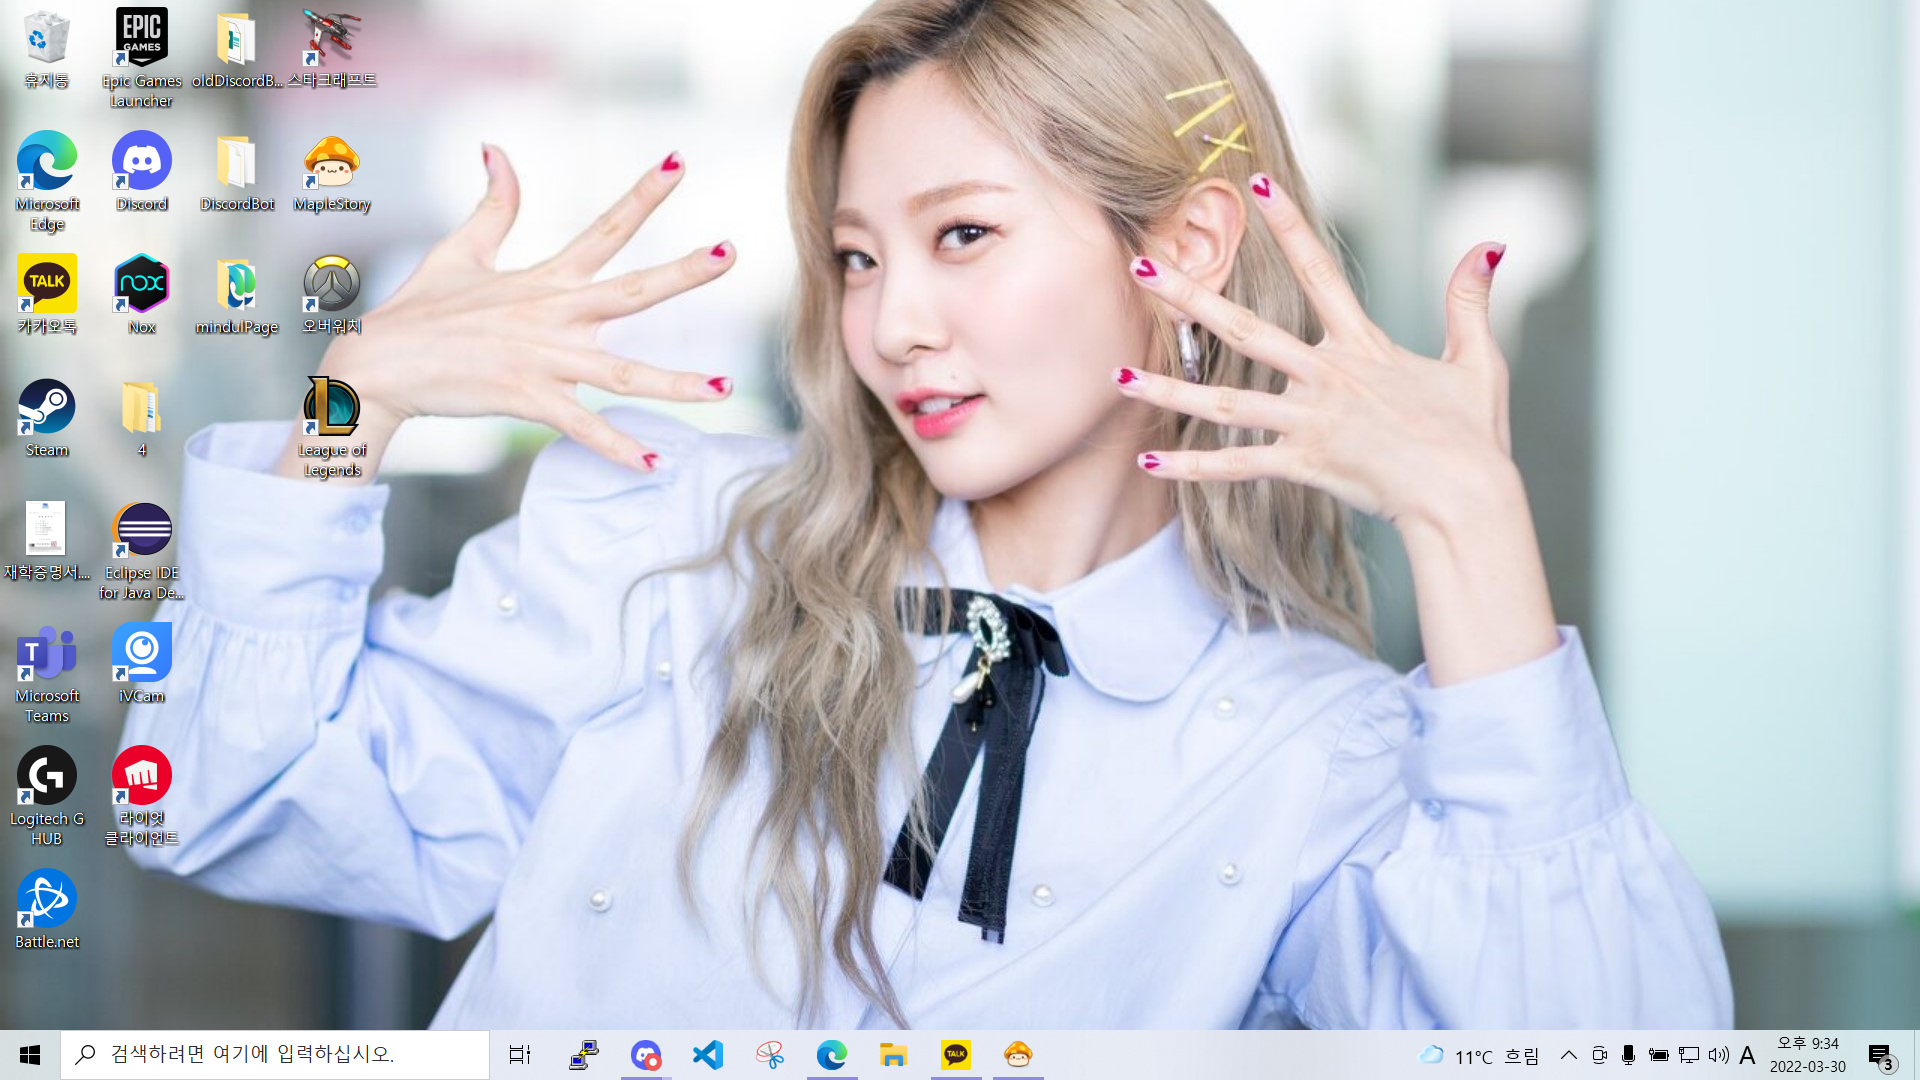 휴지통
EPIC
GAMES
Epic Games
Launcher
oldDiscordB...
스타크래프트
Microsoft
Edge
Discord
DiscordBot
MapleStory
TALK
카카오톡
nox
Nox
mindulPage
오버워치
Steam
4
League of
Legends
재학증명서....
Eclipse IDE
for Java De...
T
Microsoft
Teams
iVCam
Logitech G
HUB
라이엇
클라이언트
Battle.net
검색하려면 여기에 입력하십시오.
TALK
11°C 흐림
A
오후 9:34
2022-03-30
3